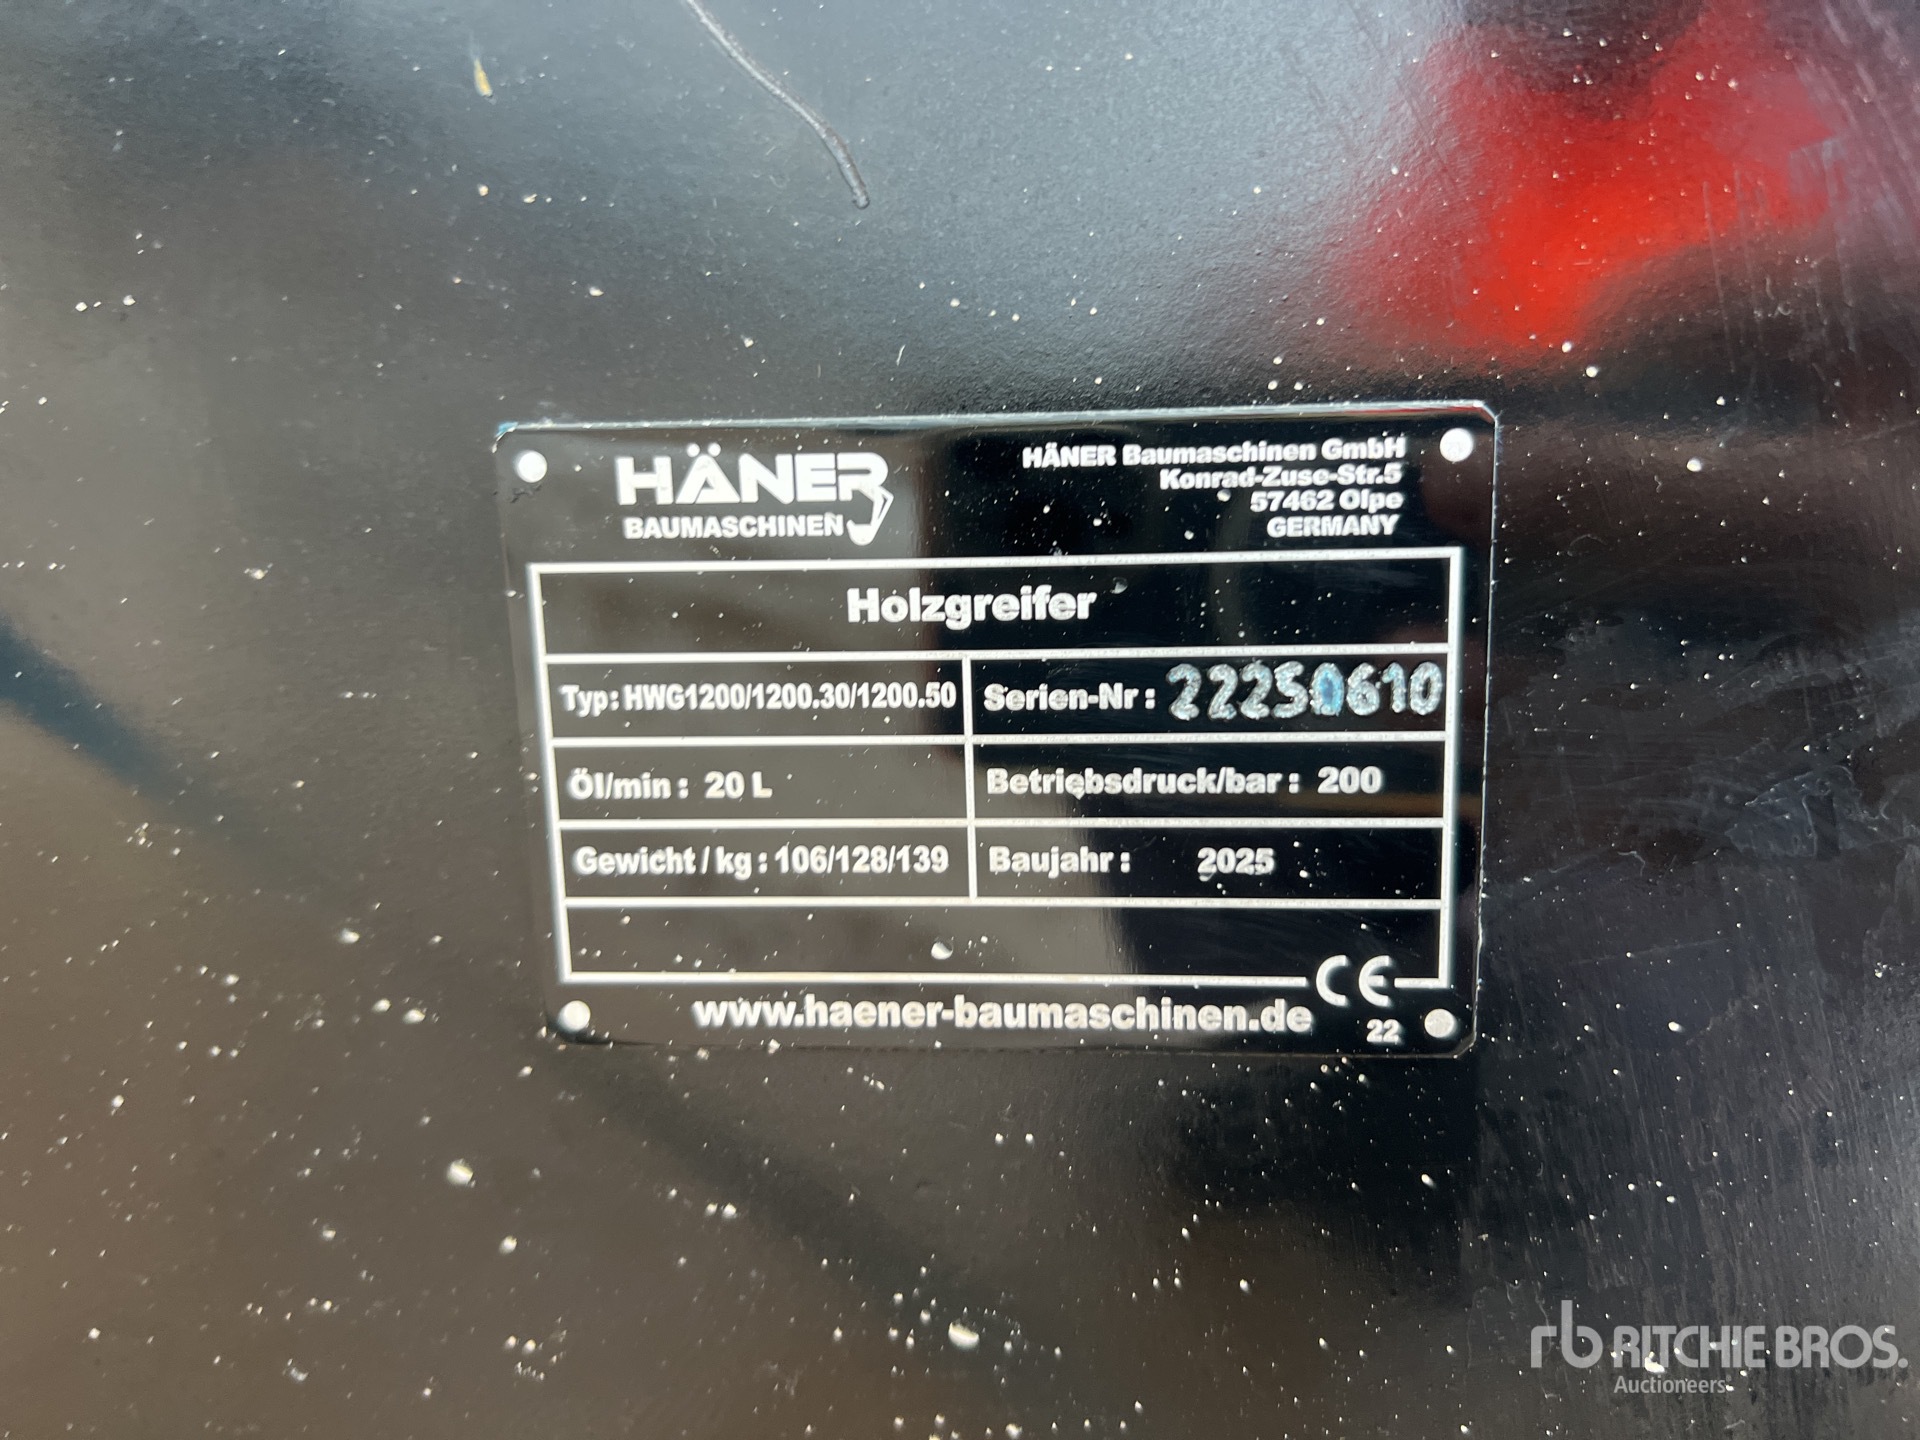 HÄNER
BAUMASCHINEN
HÄNER Baumaschinen GmbH
Konrad-Zuse-Str.5
57462 Olpe
GERMANY
Holzgreifer
Typ: HWG1200/1200.30/1200.50 Serien-Nr: 22250610
Öl/min: 20 L Betriebsdruck/bar: 200
Gewicht / kg: 106/128/139 Baujahr: 2025
CE
www.haener-baumaschinen.de
22
rb RITCHIE BROS.
Auctioneers